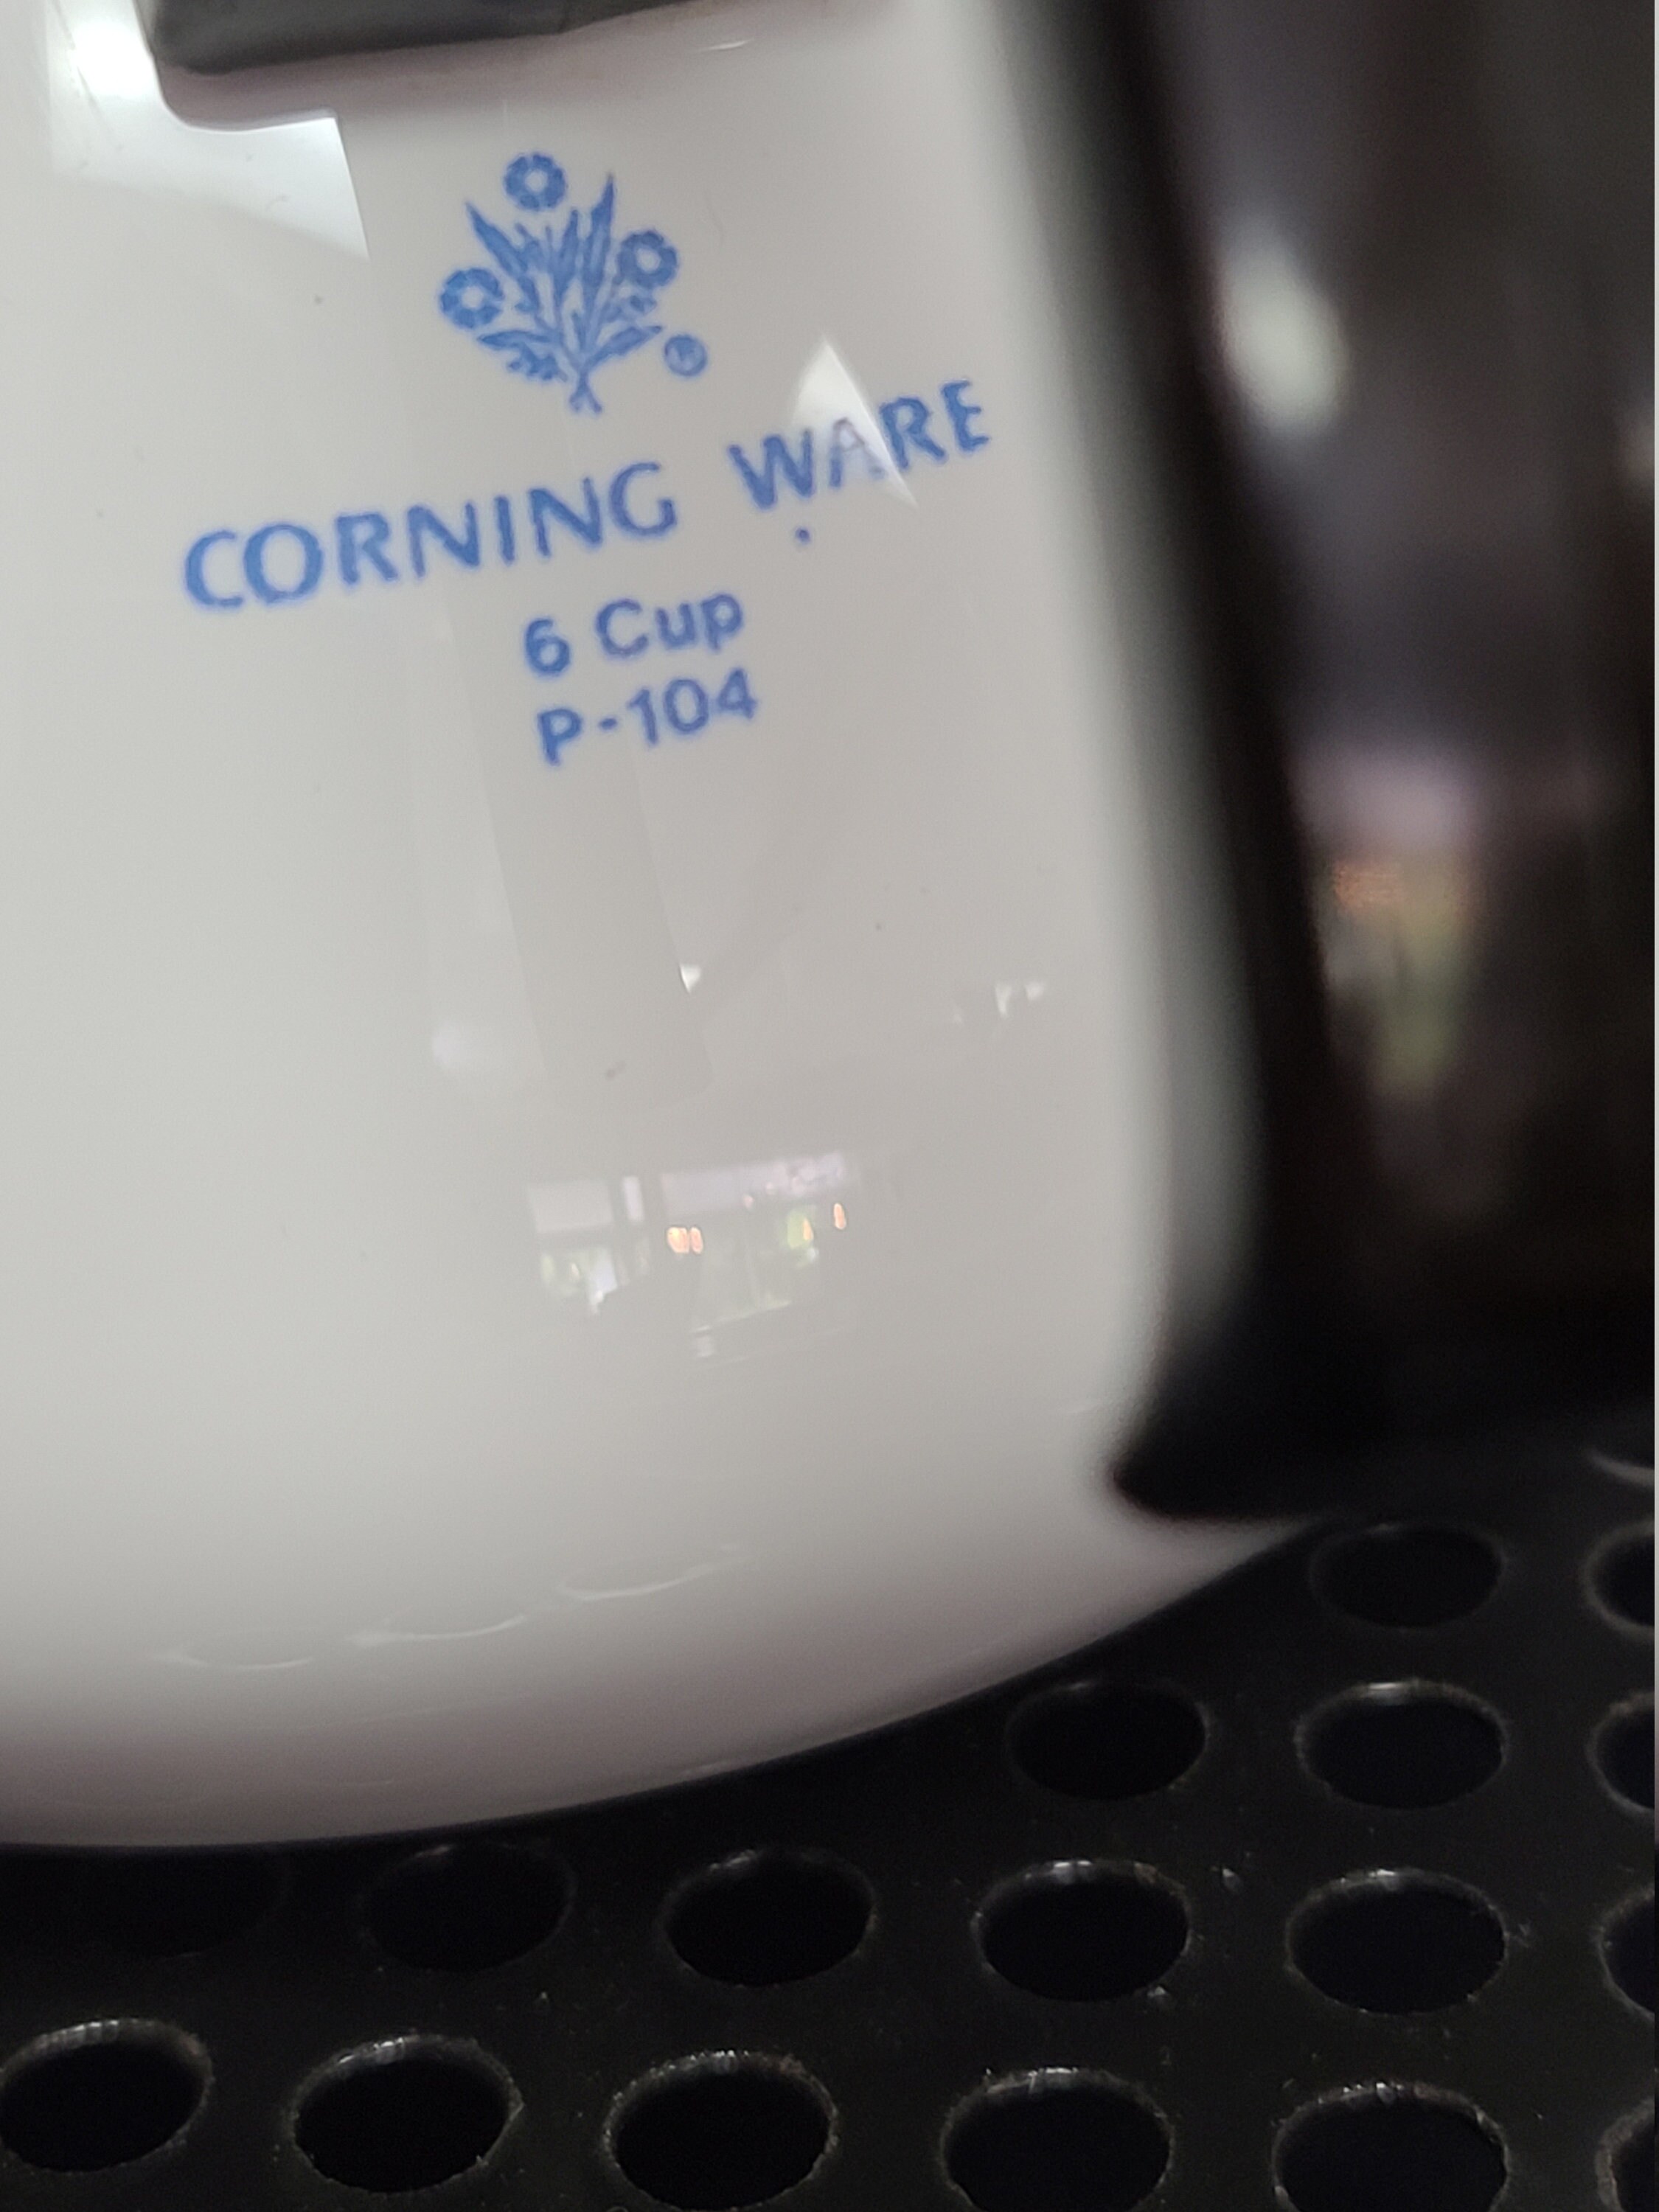 ®
CORNING WARE
6 Cup
P-104